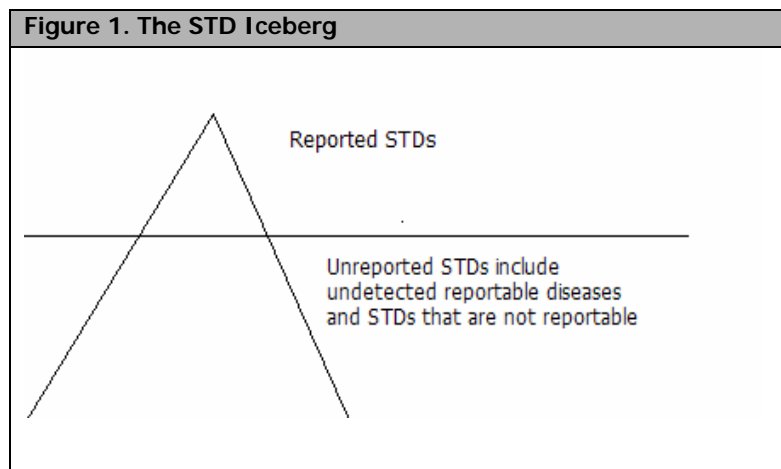 Figure 1. The STD Iceberg
Reported STDs
Unreported STDs include
undetected reportable diseases
and STDs that are not reportable